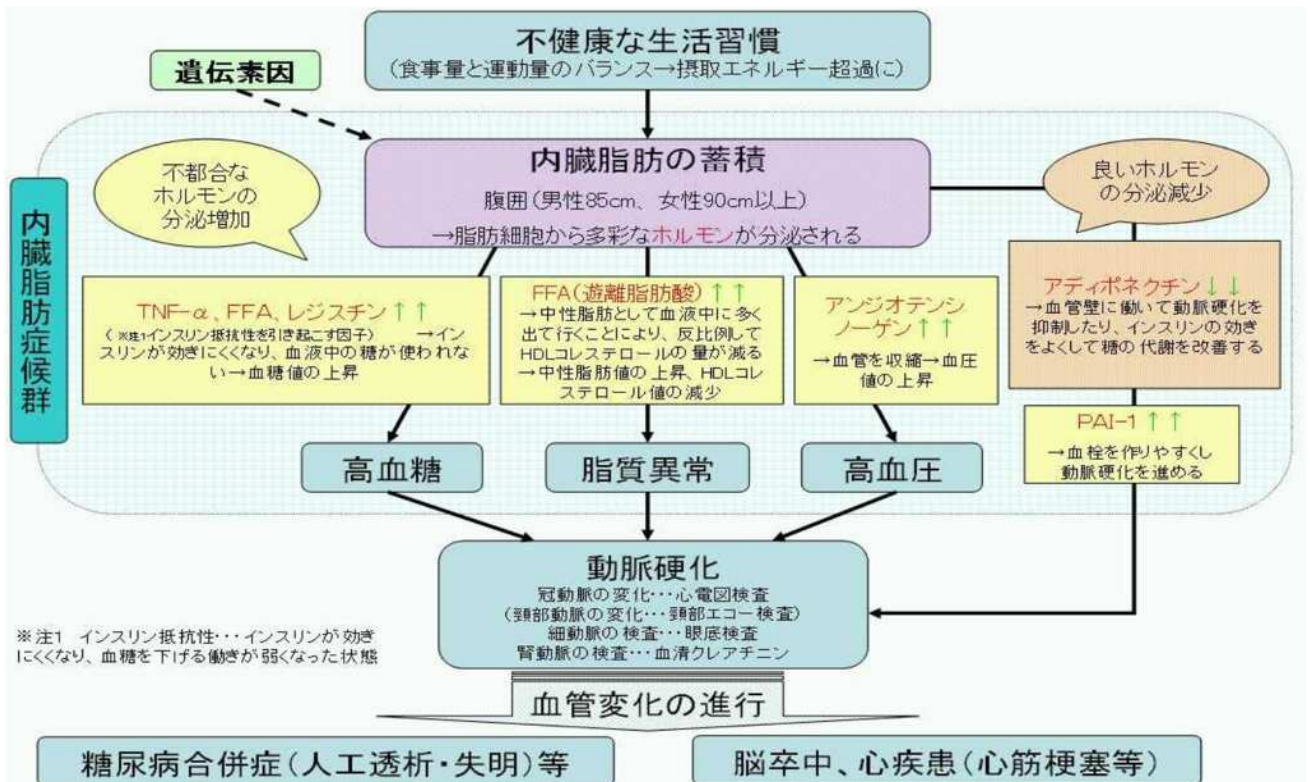 不健康な生活習慣
(食事量と運動量のバランス→摂取エネルギー超過に)
遺伝素因
内臓脂肪の蓄積
腹囲(男性85cm、女性90cm以上)
→脂肪細胞から多彩なホルモンが分泌される
不都合な
ホルモンの
分泌増加
良いホルモン
の分泌減少
内臓脂肪症候群
TNF-α、FFA、レジスチン↑↑
(※注1インスリン抵抗性を引き起こす因子) →イン
スリンが効きにくくなり、血液中の糖が使われな
い→血糖値の上昇
FFA(遊離脂肪酸)↑↑
→中性脂肪として血液中に多く
出て行くことにより、反比例して
HDLコレステロールの量が減る
→中性脂肪値の上昇、HDLコレ
ステロール値の減少
アンジオテンシ
ノーゲン↑↑
→血管を収縮→血圧
値の上昇
アディポネクチン↓↓
→血管壁に働いて動脈硬化を
抑制したり、インスリンの効き
をよくして糖の代謝を改善する
PAI-1↑↑
→血栓を作りやすくし
動脈硬化を進める
高血糖
脂質異常
高血圧
動脈硬化
冠動脈の変化･･･心電図検査
(頸部動脈の変化･･･頸部エコー検査)
細動脈の検査･･･眼底検査
腎動脈の検査･･･血清クレアチニン
※注1 インスリン抵抗性･･･インスリンが効き
にくくなり、血糖を下げる働きが弱くなった状態
血管変化の進行
糖尿病合併症(人工透析・失明)等
脳卒中、心疾患(心筋梗塞等)